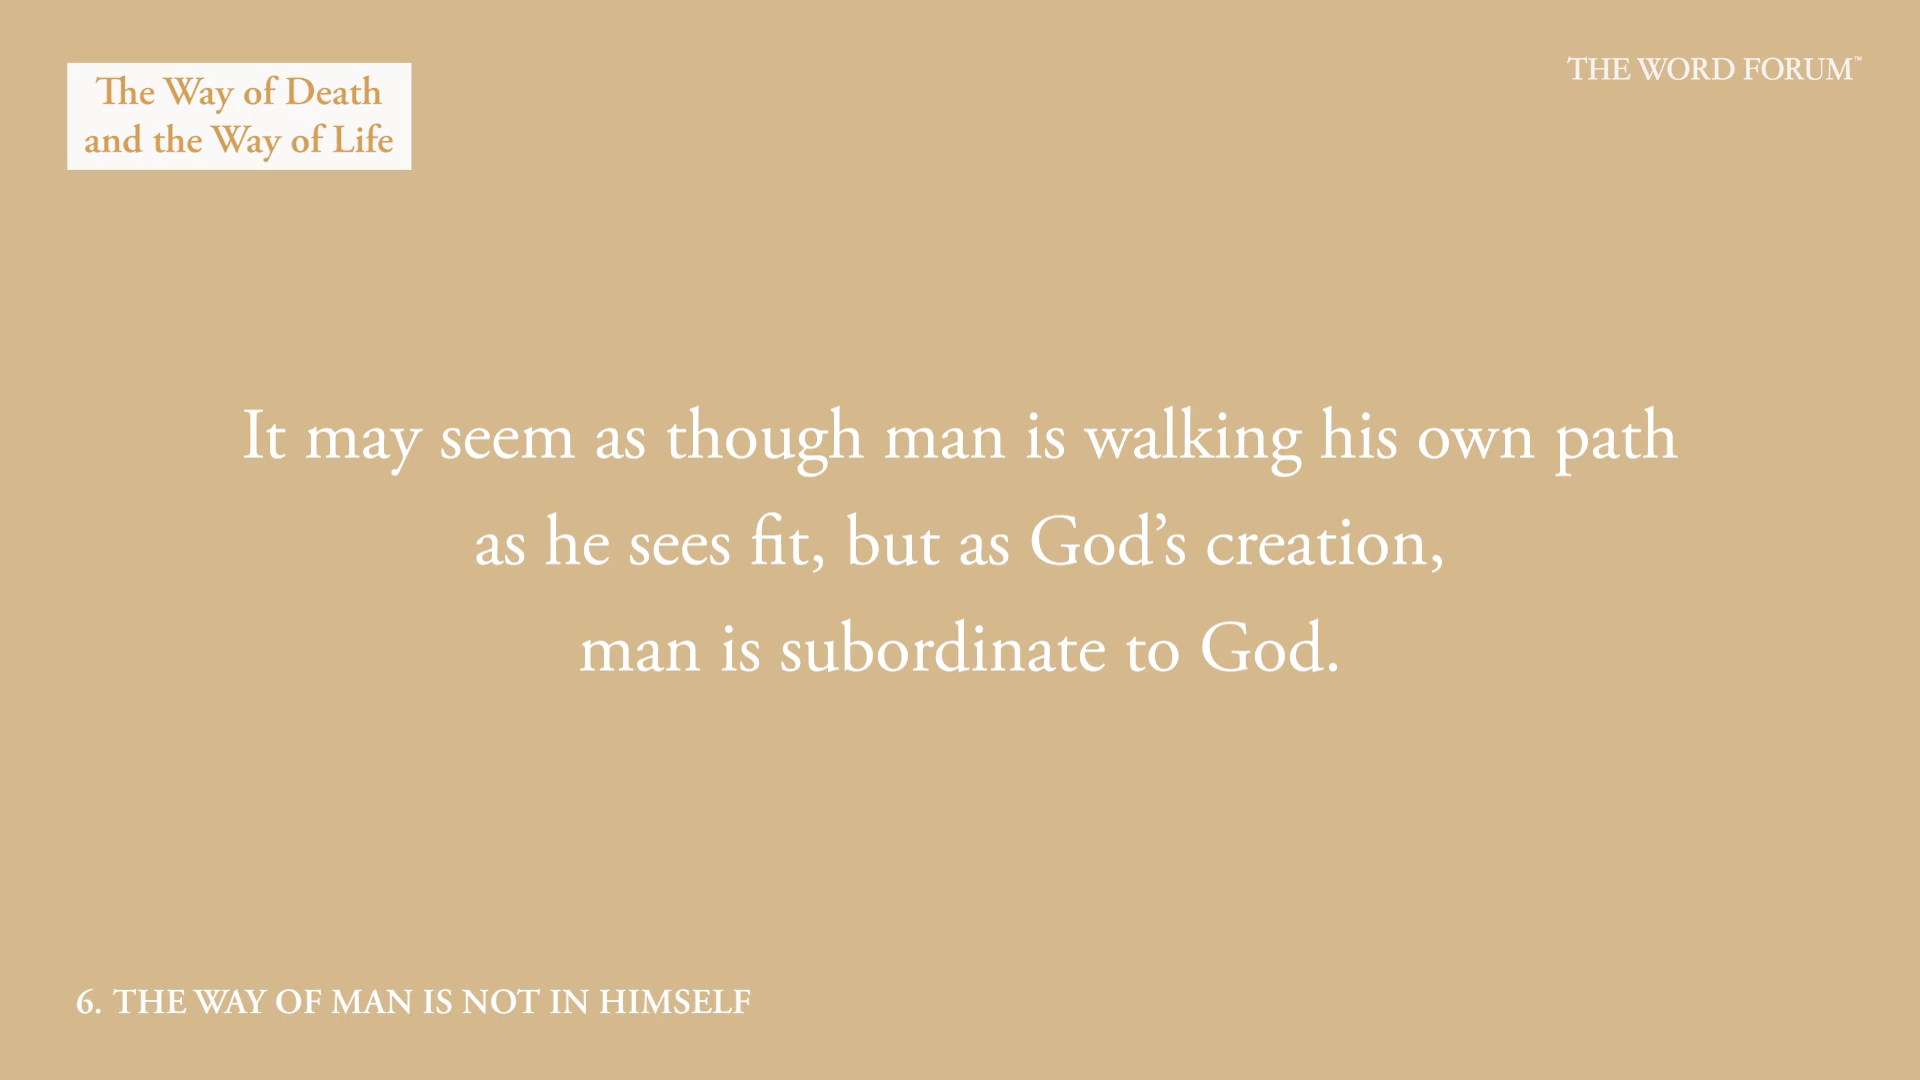 The Way of Death
and the Way of Life
THE WORD FORUM™
It may seem as though man is walking his own path
as he sees fit, but as God’s creation,
man is subordinate to God.
6. THE WAY OF MAN IS NOT IN HIMSELF